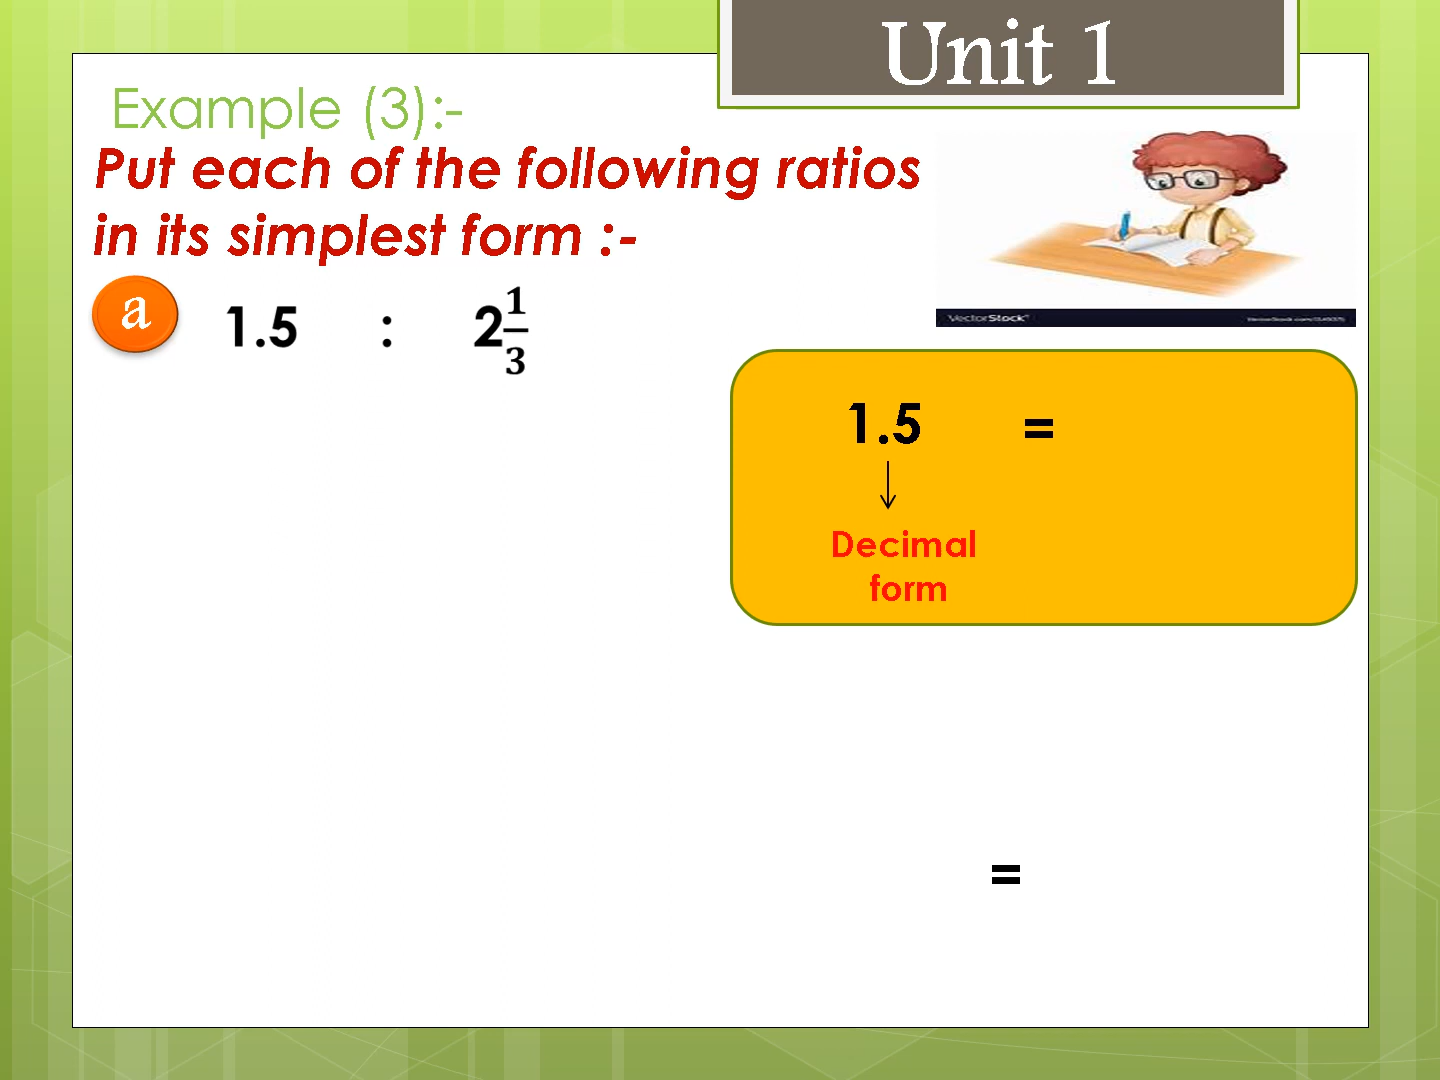 Unit 1
Example (3):-
Put each of the following ratios
in its simplest form :-
a 1.5 : 2 1/3
VectorStock®
1.5 =
Decimal
form
=